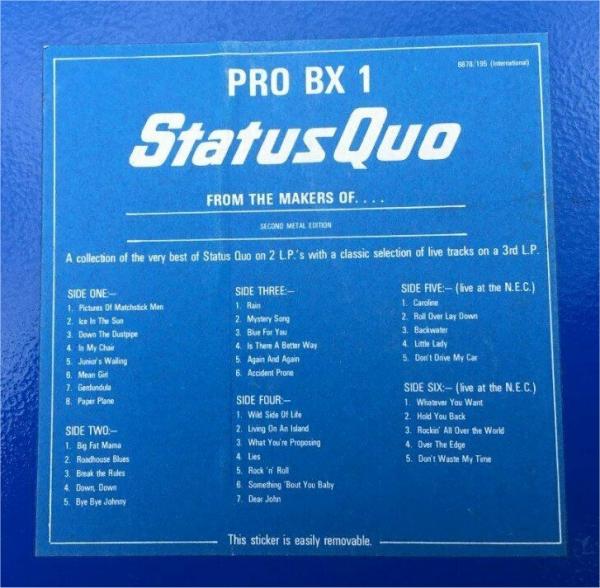 6678/195 (International)
PRO BX 1
StatusQuo
FROM THE MAKERS OF. . . .
SECOND METAL EDITION
A collection of the very best of Status Quo on 2 L.P.'s with a classic selection of live tracks on a 3rd L.P.
SIDE ONE:–
1. Pictures Of Matchstick Men
2. Ice In The Sun
3. Down The Dustpipe
4. In My Chair
5. Junior's Wailing
6. Mean Girl
7. Gerdundula
8. Paper Plane
SIDE TWO:–
1. Big Fat Mama
2. Roadhouse Blues
3. Break the Rules
4. Down, Down
5. Bye Bye Johnny
SIDE THREE:–
1. Rain
2. Mystery Song
3. Blue For You
4. Is There A Better Way
5. Again And Again
6. Accident Prone
SIDE FOUR:–
1. Wild Side Of Life
2. Living On An Island
3. What You're Proposing
4. Lies
5. Rock 'n' Roll
6. Something 'Bout You Baby
7. Dear John
SIDE FIVE:– (live at the N.E.C.)
1. Caroline
2. Roll Over Lay Down
3. Backwater
4. Little Lady
5. Don't Drive My Car
SIDE SIX:– (live at the N.E.C.)
1. Whatever You Want
2. Hold You Back
3. Rockin' All Over the World
4. Over The Edge
5. Don't Waste My Time
This sticker is easily removable.